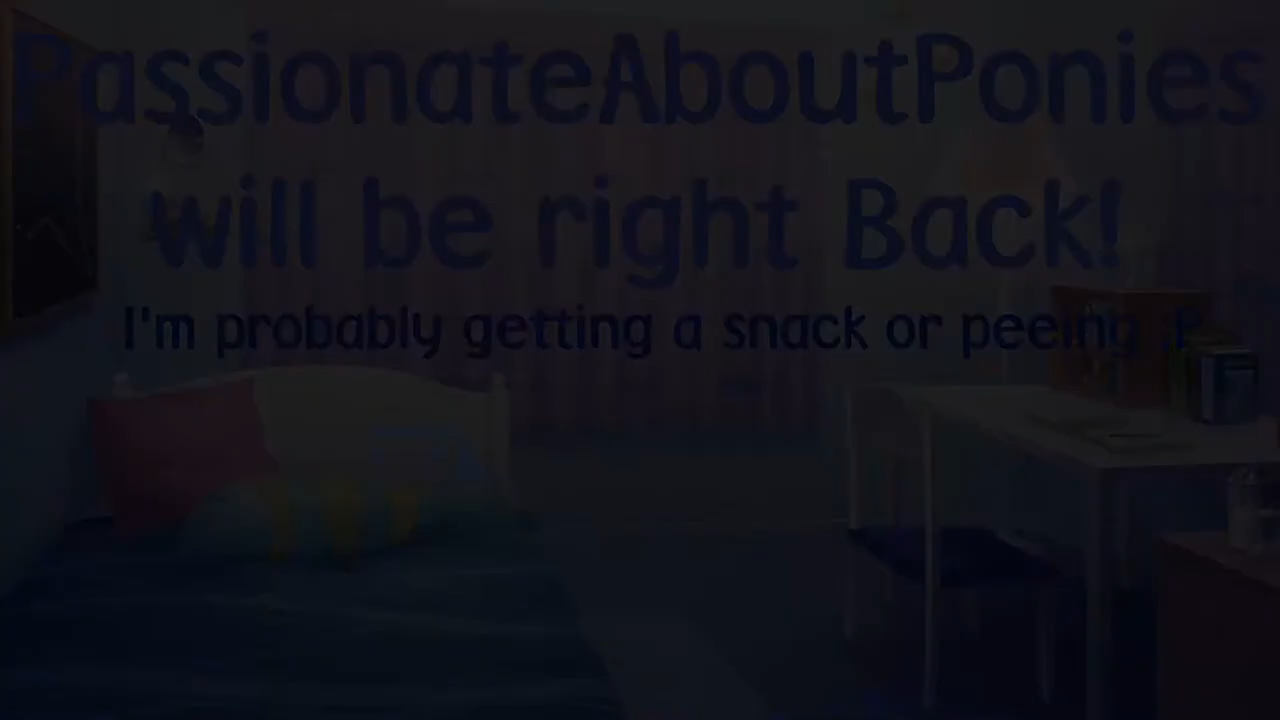 PassionateAboutPonies
will be right Back!
I'm probably getting a snack or peeing :P